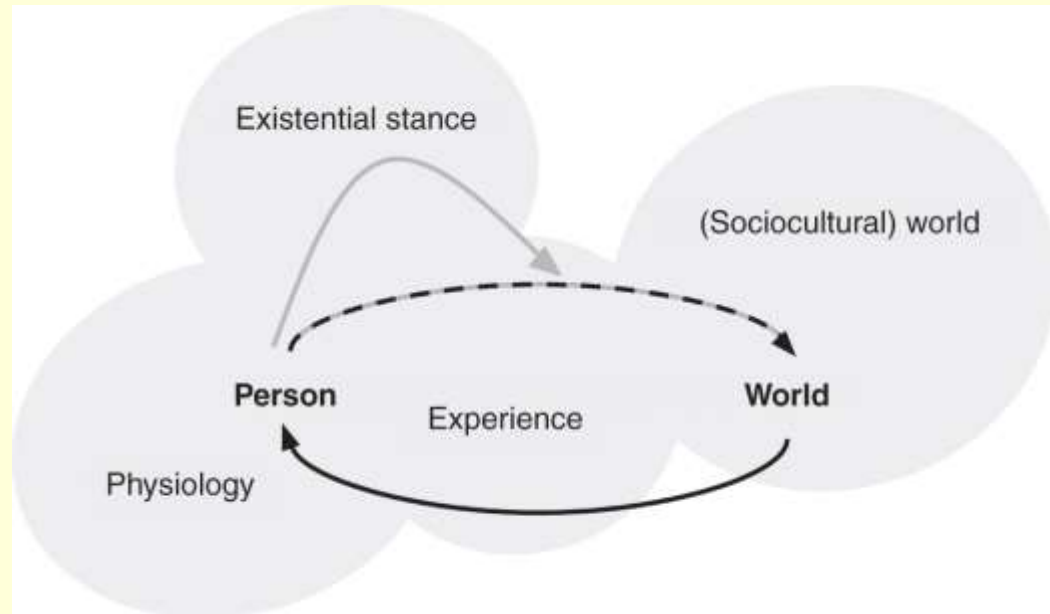 Existential stance
(Sociocultural) world
Person
World
Experience
Physiology